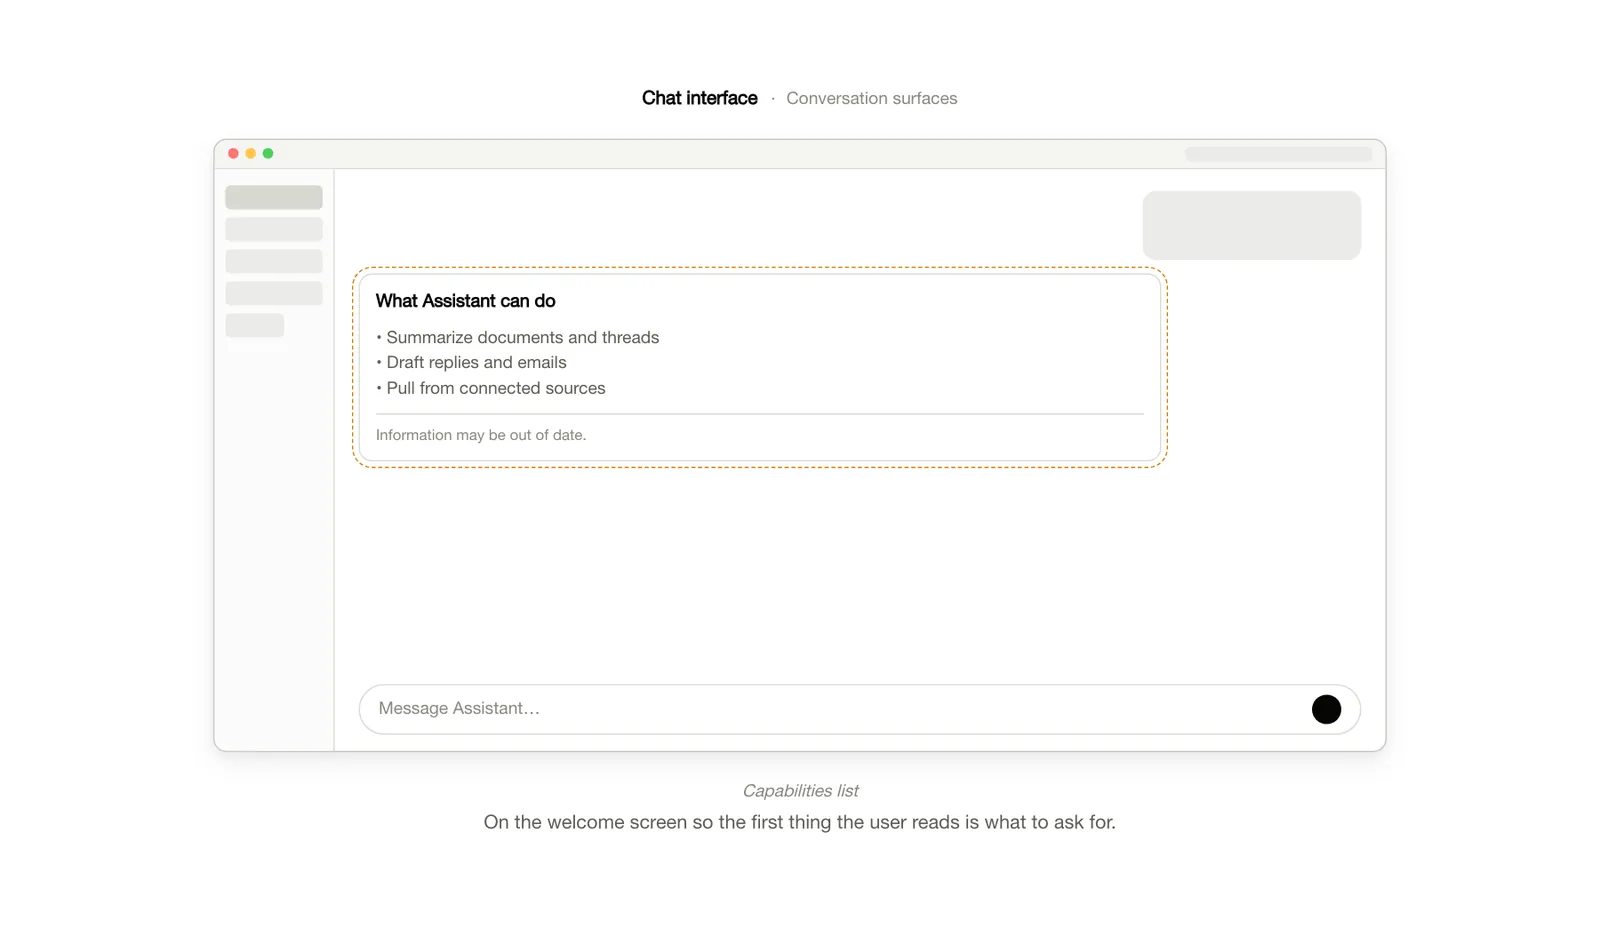 Chat interface · Conversation surfaces
What Assistant can do
• Summarize documents and threads
• Draft replies and emails
• Pull from connected sources
Information may be out of date.
Message Assistant…
Capabilities list
On the welcome screen so the first thing the user reads is what to ask for.